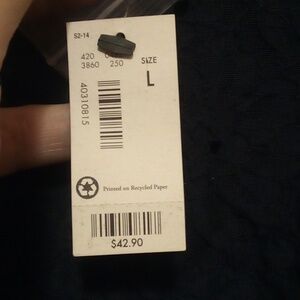 S2-14
420
3860 250
SIZE
L
40310815
Printed on Recycled Paper
$42.90